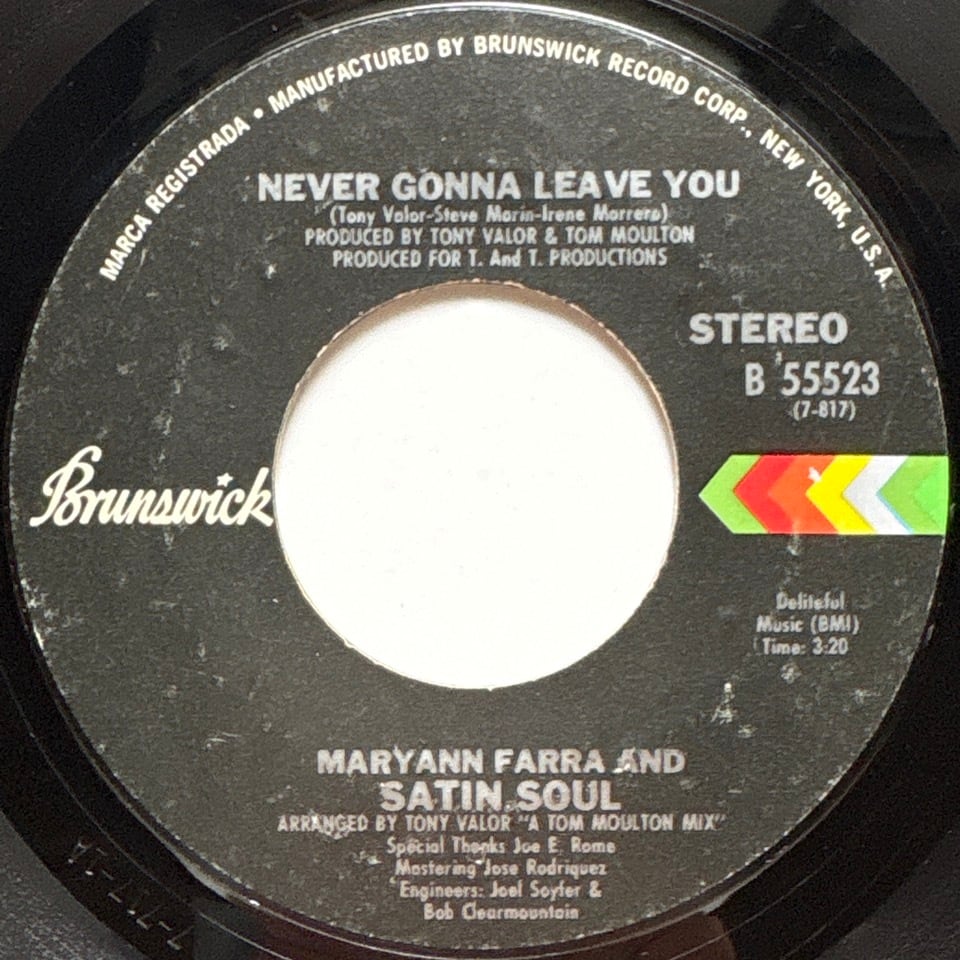 MARCA REGISTRADA • MANUFACTURED BY BRUNSWICK RECORD CORP., NEW YORK, U.S.A.
NEVER GONNA LEAVE YOU
(Tony Valor-Steve Marin-Irene Marrero)
PRODUCED BY TONY VALOR & TOM MOULTON
PRODUCED FOR T. And T. PRODUCTIONS
STEREO
B 55523
(7-817)
Brunswick
Deliteful
Music (BMI)
Time: 3:20
MARYANN FARRA AND
SATIN SOUL
ARRANGED BY TONY VALOR "A TOM MOULTON MIX"
Special Thanks Joe E. Rome
Mastering Jose Rodriquez
Engineers: Joel Soyfer &
Bob Clearmountain